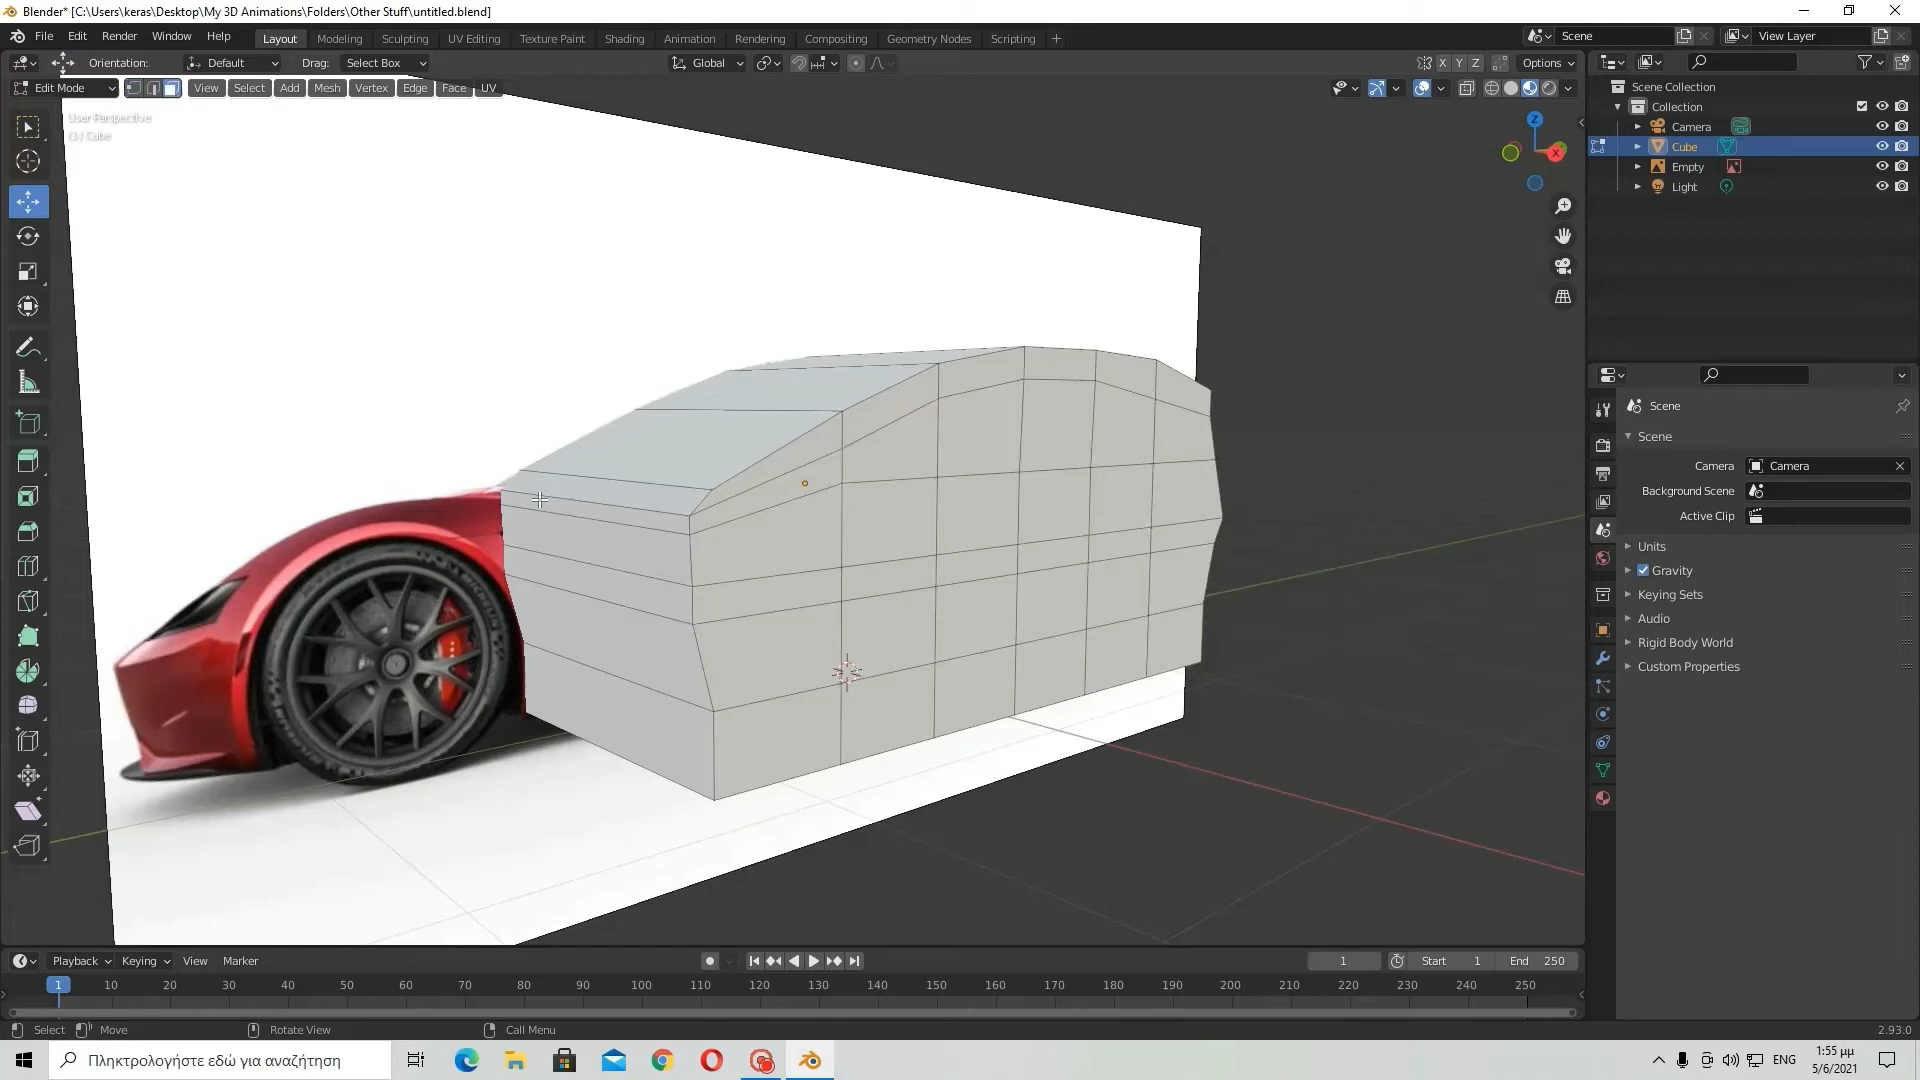 Blender* [C:\Users\keras\Desktop\My 3D Animations\Folders\Other Stuff\untitled.blend]
File Edit Render Window Help Layout Modeling Sculpting UV Editing Texture Paint Shading Animation Rendering Compositing Geometry Nodes Scripting +
Scene View Layer
Orientation: Default Drag: Select Box Global X Y Z Options
Edit Mode View Select Add Mesh Vertex Edge Face UV
User Perspective
(1) Cube
Z
X
Scene Collection
Collection
Camera
Cube
Empty
Light
Scene
Scene
Camera Camera
Background Scene
Active Clip
Units
Gravity
Keying Sets
Audio
Rigid Body World
Custom Properties
Playback Keying View Marker 1 Start 1 End 250
1 10 20 30 40 50 60 70 80 90 100 110 120 130 140 150 160 170 180 190 200 210 220 230 240 250
Select Move Rotate View Call Menu 2.93.0
Πληκτρολογήστε εδώ για αναζήτηση
ENG
1:55 μμ
5/6/2021